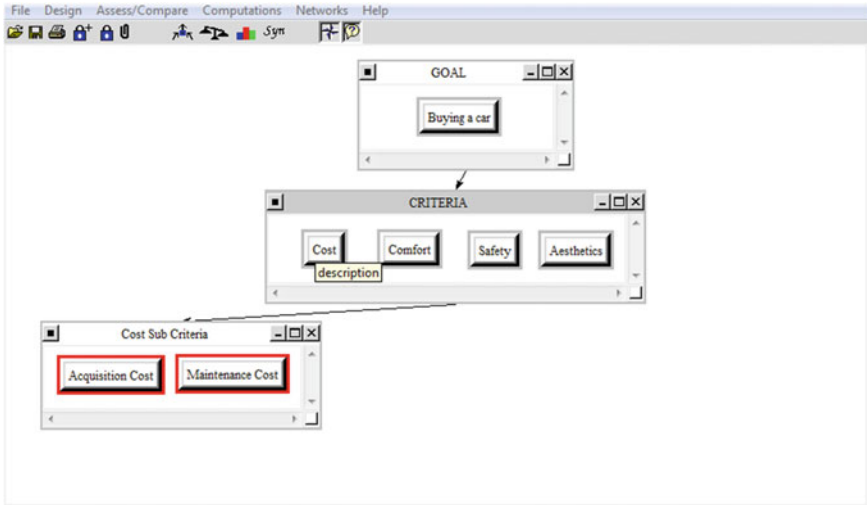 File Design Assess/Compare Computations Networks Help
Syn
GOAL
Buying a car
CRITERIA
Cost Comfort Safety Aesthetics
description
Cost Sub Criteria
Acquisition Cost Maintenance Cost